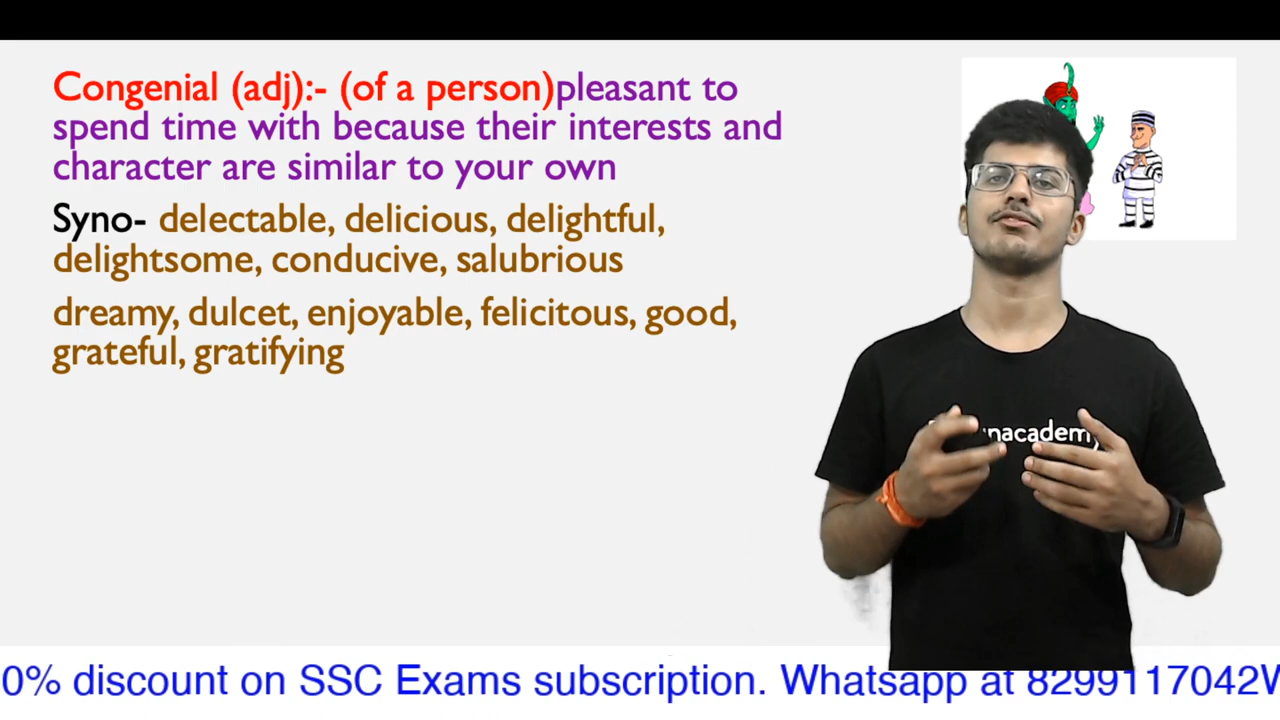 Congenial (adj):- (of a person)pleasant to
spend time with because their interests and
character are similar to your own
Syno- delectable, delicious, delightful,
delightsome, conducive, salubrious
dreamy, dulcet, enjoyable, felicitous, good,
grateful, gratifying
nacademy
0% discount on SSC Exams subscription. Whatsapp at 8299117042W